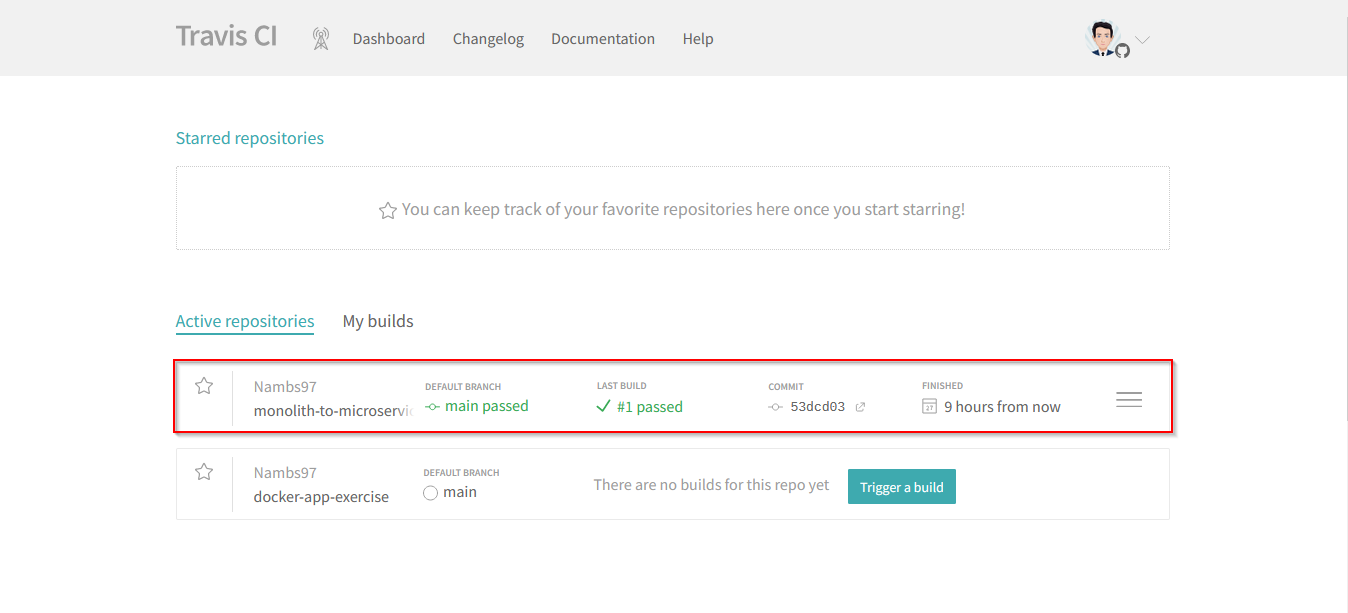 Travis CI Dashboard Changelog Documentation Help
Starred repositories
You can keep track of your favorite repositories here once you start starring!
Active repositories My builds
Nambs97 DEFAULT BRANCH LAST BUILD COMMIT FINISHED
monolith-to-microservic main passed #1 passed 53dcd03 27 9 hours from now
Nambs97 DEFAULT BRANCH
docker-app-exercise main There are no builds for this repo yet Trigger a build